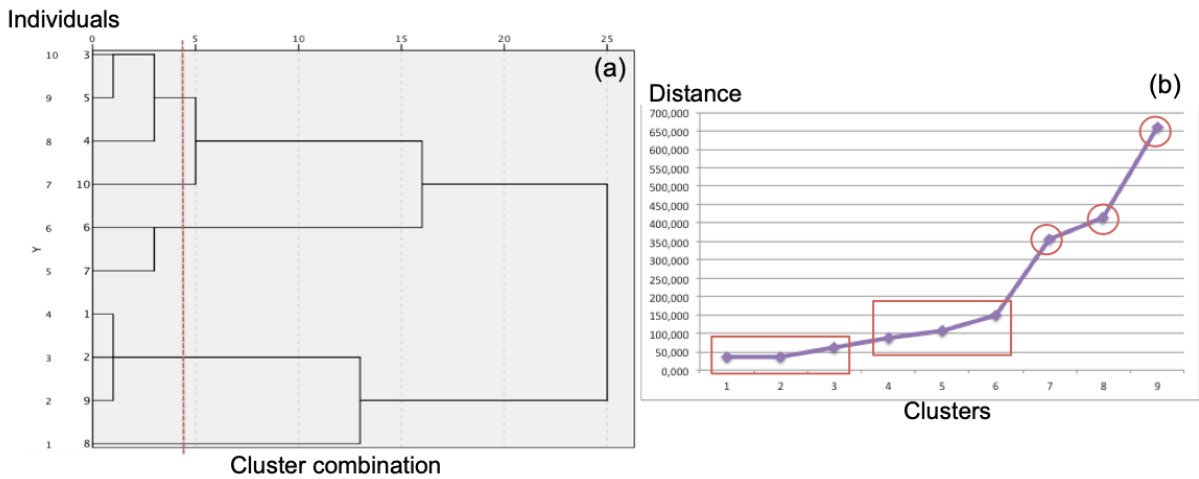 Individuals
0 5 10 15 20 25
(a)
10 3
9 5
8 4
7 10
6 6
Y
5 7
4 1
3 2
2 9
1 8
Cluster combination
(b)
Distance
700,000
650,000
600,000
550,000
500,000
450,000
400,000
350,000
300,000
250,000
200,000
150,000
100,000
50,000
0,000
1 2 3 4 5 6 7 8 9
Clusters